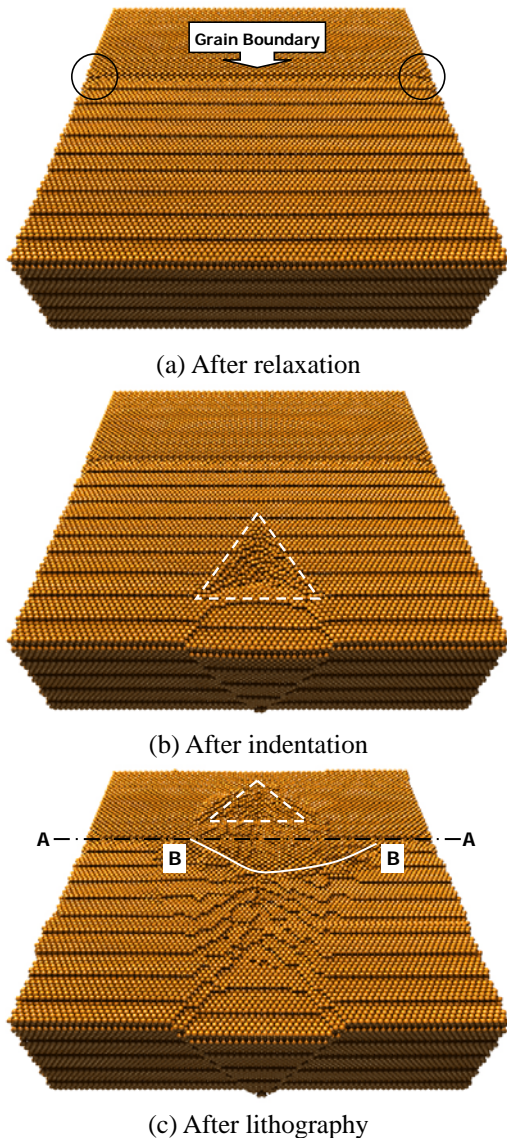 Grain Boundary
(a) After relaxation
(b) After indentation
A A
B B
(c) After lithography